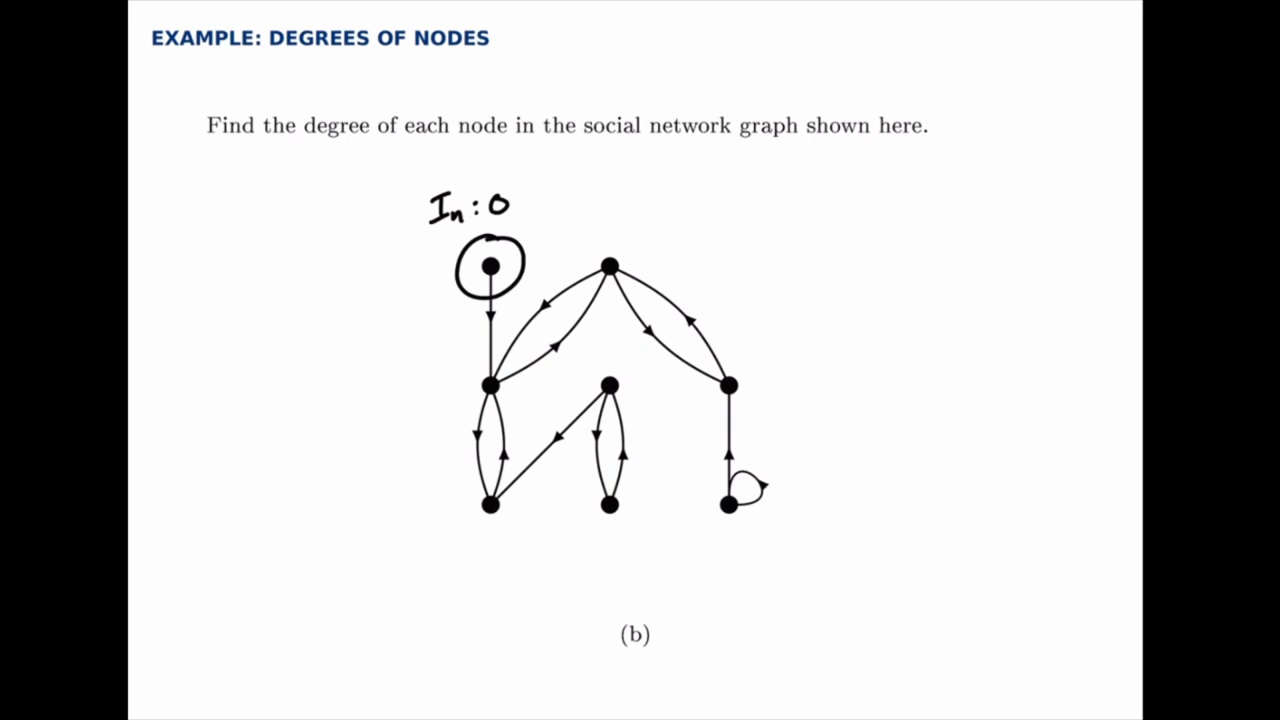 EXAMPLE: DEGREES OF NODES
Find the degree of each node in the social network graph shown here.
In: 0
(b)